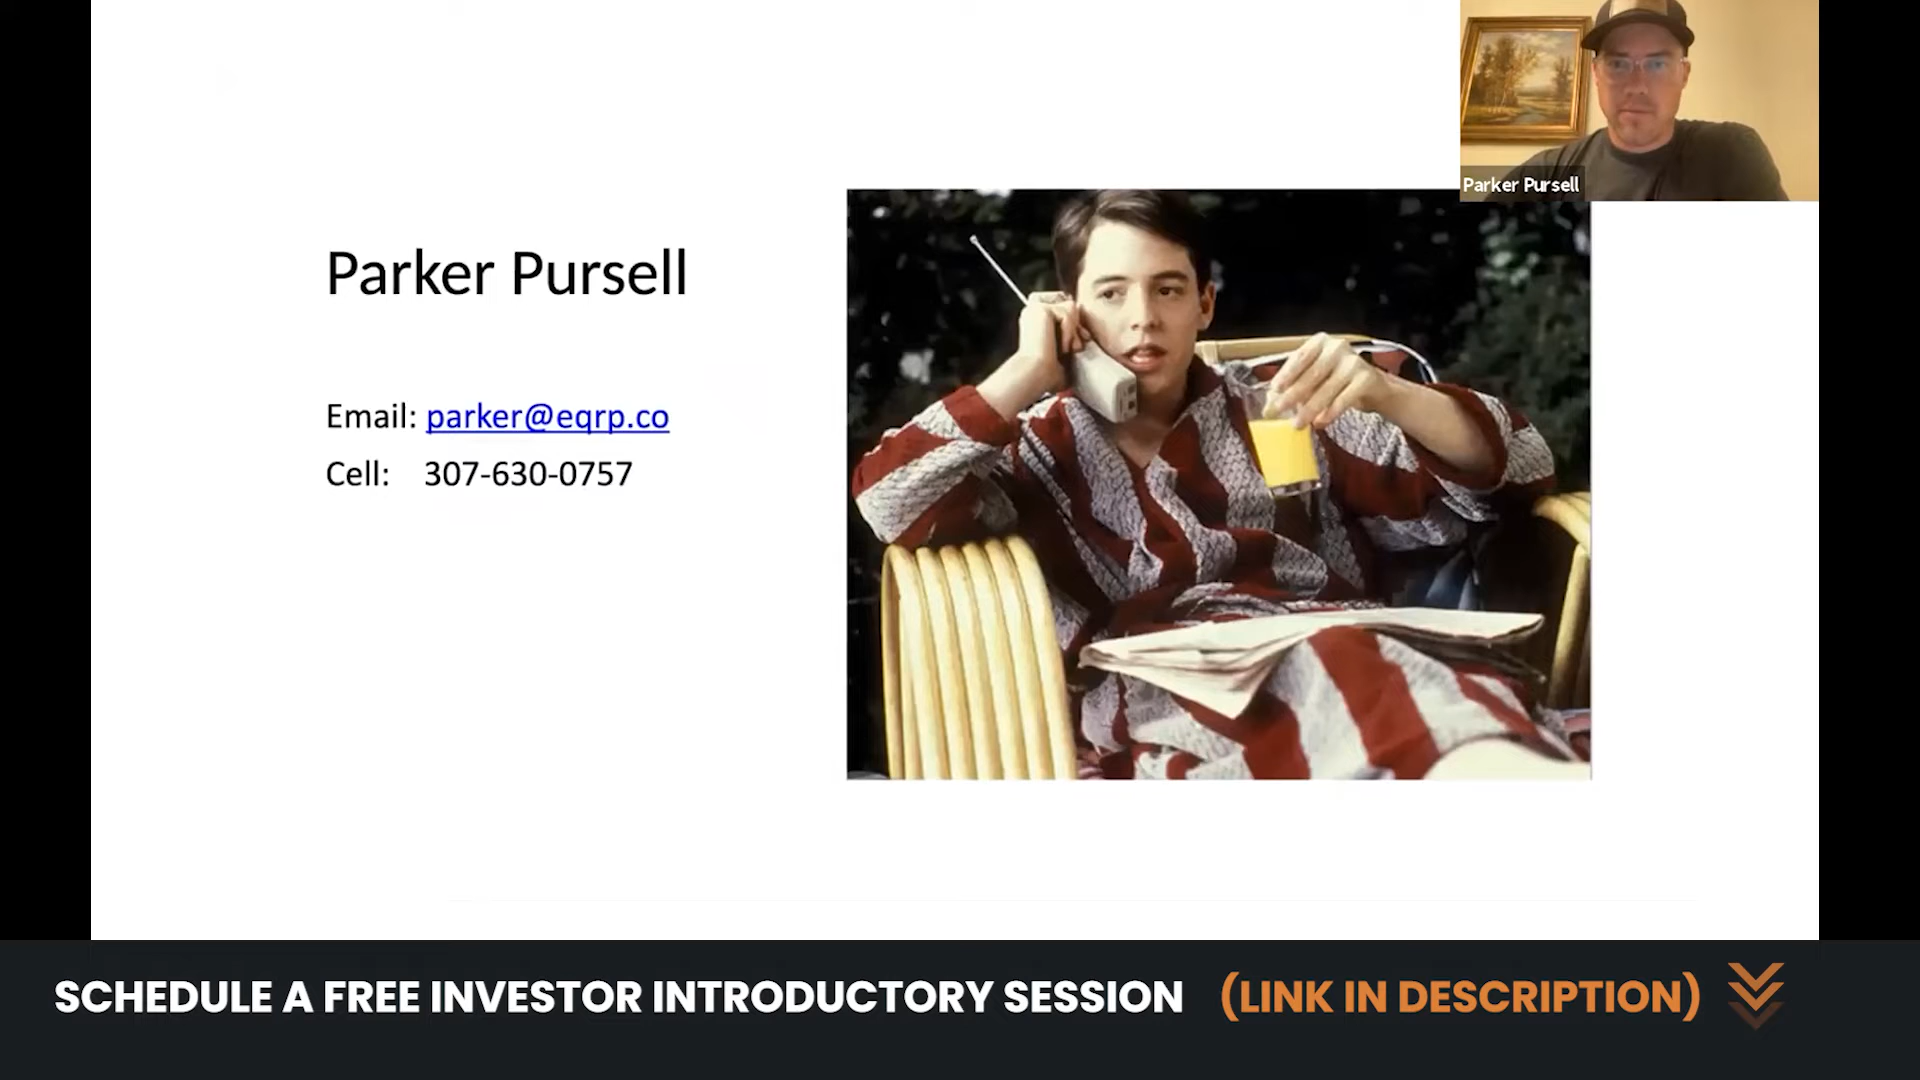 Parker Pursell
Parker Pursell
Email: parker@eqrp.co
Cell: 307-630-0757
SCHEDULE A FREE INVESTOR INTRODUCTORY SESSION (LINK IN DESCRIPTION)